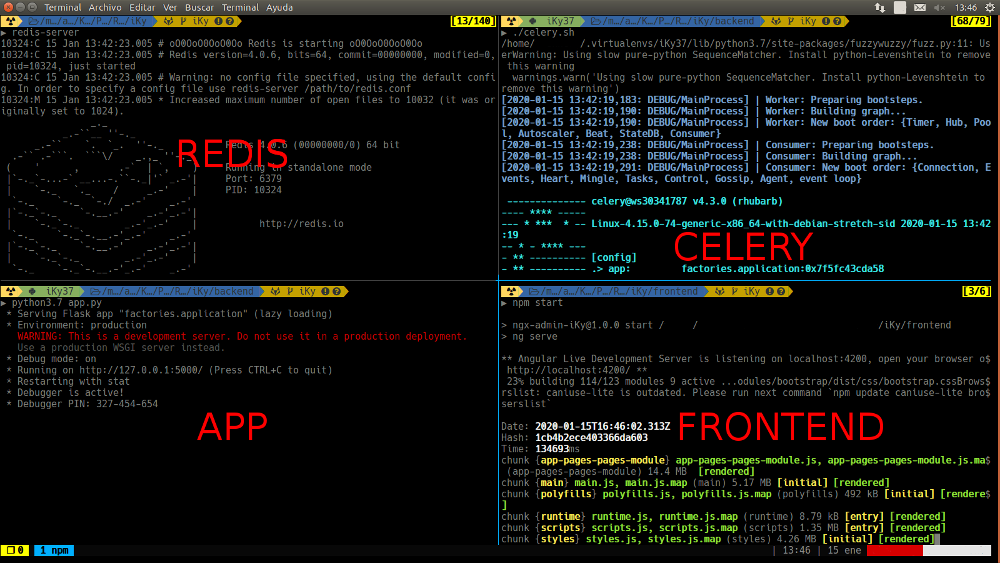 Terminal Archivo Editar Ver Buscar Terminal Ayuda 13:46
/m…/a…/K…/P…/R…/iKy iKy [13/140]
redis-server
10324:C 15 Jan 13:42:23.005 # oO0OoO0OoO0Oo Redis is starting oO0OoO0OoO0Oo
10324:C 15 Jan 13:42:23.005 # Redis version=4.0.6, bits=64, commit=00000000, modified=0,
pid=10324, just started
10324:C 15 Jan 13:42:23.005 # Warning: no config file specified, using the default confi
g. In order to specify a config file use redis-server /path/to/redis.conf
10324:M 15 Jan 13:42:23.005 * Increased maximum number of open files to 10032 (it was or
iginally set to 1024).
Redis 4.0.6 (00000000/0) 64 bit
REDIS
Running in standalone mode
Port: 6379
PID: 10324
http://redis.io
iKy37 /m…/a…/K…/P…/R…/iKy/backend iKy [68/79]
./celery.sh
/home/ /.virtualenvs/iKy37/lib/python3.7/site-packages/fuzzywuzzy/fuzz.py:11: Us
erWarning: Using slow pure-python SequenceMatcher. Install python-Levenshtein to remove
this warning
warnings.warn('Using slow pure-python SequenceMatcher. Install python-Levenshtein to
remove this warning')
[2020-01-15 13:42:19,183: DEBUG/MainProcess] | Worker: Preparing bootsteps.
[2020-01-15 13:42:19,190: DEBUG/MainProcess] | Worker: Building graph...
[2020-01-15 13:42:19,190: DEBUG/MainProcess] | Worker: New boot order: {Timer, Hub, Poo
l, Autoscaler, Beat, StateDB, Consumer}
[2020-01-15 13:42:19,238: DEBUG/MainProcess] | Consumer: Preparing bootsteps.
[2020-01-15 13:42:19,238: DEBUG/MainProcess] | Consumer: Building graph...
[2020-01-15 13:42:19,291: DEBUG/MainProcess] | Consumer: New boot order: {Connection, E
vents, Heart, Mingle, Tasks, Control, Gossip, Agent, event loop}
-------------- celery@ws30341787 v4.3.0 (rhubarb)
---- **** -----
--- * *** * -- Linux-4.15.0-74-generic-x86_64-with-debian-stretch-sid 2020-01-15 13:42
:19
-- * - **** ---
CELERY
- ** ---------- [config]
- ** ---------- .> app: factories.application:0x7f5fc43cda58
iKy37 /m…/a…/K…/P…/R…/iKy/backend iKy
python3.7 app.py
* Serving Flask app "factories.application" (lazy loading)
* Environment: production
WARNING: This is a development server. Do not use it in a production deployment.
Use a production WSGI server instead.
* Debug mode: on
* Running on http://127.0.0.1:5000/ (Press CTRL+C to quit)
* Restarting with stat
* Debugger is active!
* Debugger PIN: 327-454-654
APP
/m…/a…/K…/P…/R…/iKy/frontend iKy [3/6]
npm start
> ngx-admin-iKy@1.0.0 start / / /iKy/frontend
> ng serve
** Angular Live Development Server is listening on localhost:4200, open your browser o$
http://localhost:4200/ **
23% building 114/123 modules 9 active ...odules/bootstrap/dist/css/bootstrap.cssBrows$
rslist: caniuse-lite is outdated. Please run next command `npm update caniuse-lite bro$
serslist`
Date: 2020-01-15T16:46:02.313Z
Hash: 1cb4b2ece403366da603
Time: 134693ms
FRONTEND
chunk {app-pages-pages-module} app-pages-pages-module.js, app-pages-pages-module.js.ma$
(app-pages-pages-module) 14.4 MB [rendered]
chunk {main} main.js, main.js.map (main) 5.17 MB [initial] [rendered]
chunk {polyfills} polyfills.js, polyfills.js.map (polyfills) 492 kB [initial] [rendere$
]
chunk {runtime} runtime.js, runtime.js.map (runtime) 8.79 kB [entry] [rendered]
chunk {scripts} scripts.js, scripts.js.map (scripts) 1.35 MB [entry] [rendered]
chunk {styles} styles.js, styles.js.map (styles) 4.26 MB [initial] [rendered]
0 1 npm | 13:46 | 15 ene